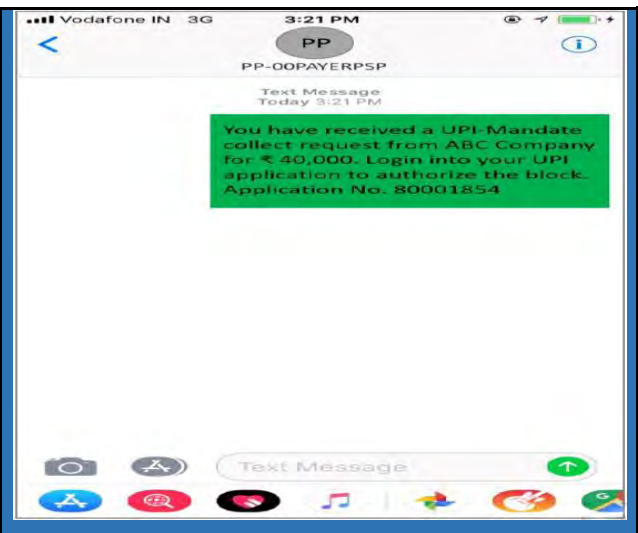 Vodafone IN 3G 3:21 PM
PP
PP-OOPAYERPSP
Text Message
Today 3:21 PM
You have received a UPI-Mandate
collect request from ABC Company
for ₹ 40,000. Login into your UPI
application to authorize the block.
Application No. 80001854
Text Message
G